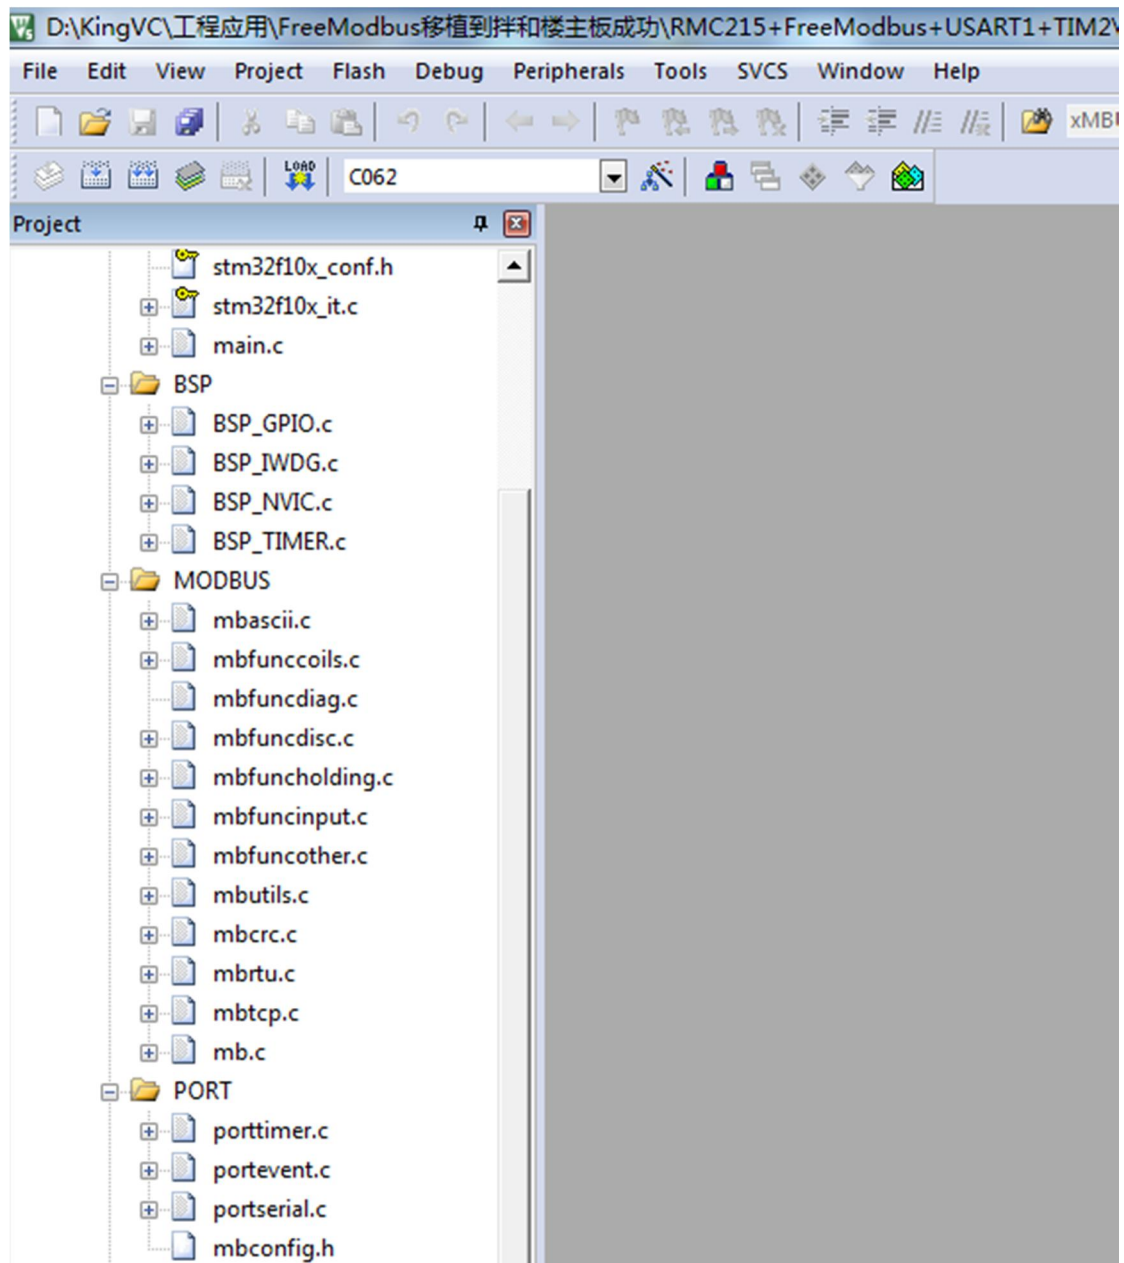 D:\KingVC\工程应用\FreeModbus移植到拌和楼主板成功\RMC215+FreeModbus+USART1+TIM2\
File Edit View Project Flash Debug Peripherals Tools SVCS Window Help
xMB
LOAD C062
Project
stm32f10x_conf.h
stm32f10x_it.c
main.c
BSP
BSP_GPIO.c
BSP_IWDG.c
BSP_NVIC.c
BSP_TIMER.c
MODBUS
mbascii.c
mbfunccoils.c
mbfuncdiag.c
mbfuncdisc.c
mbfuncholding.c
mbfuncinput.c
mbfuncother.c
mbutils.c
mbcrc.c
mbrtu.c
mbtcp.c
mb.c
PORT
porttimer.c
portevent.c
portserial.c
mbconfig.h